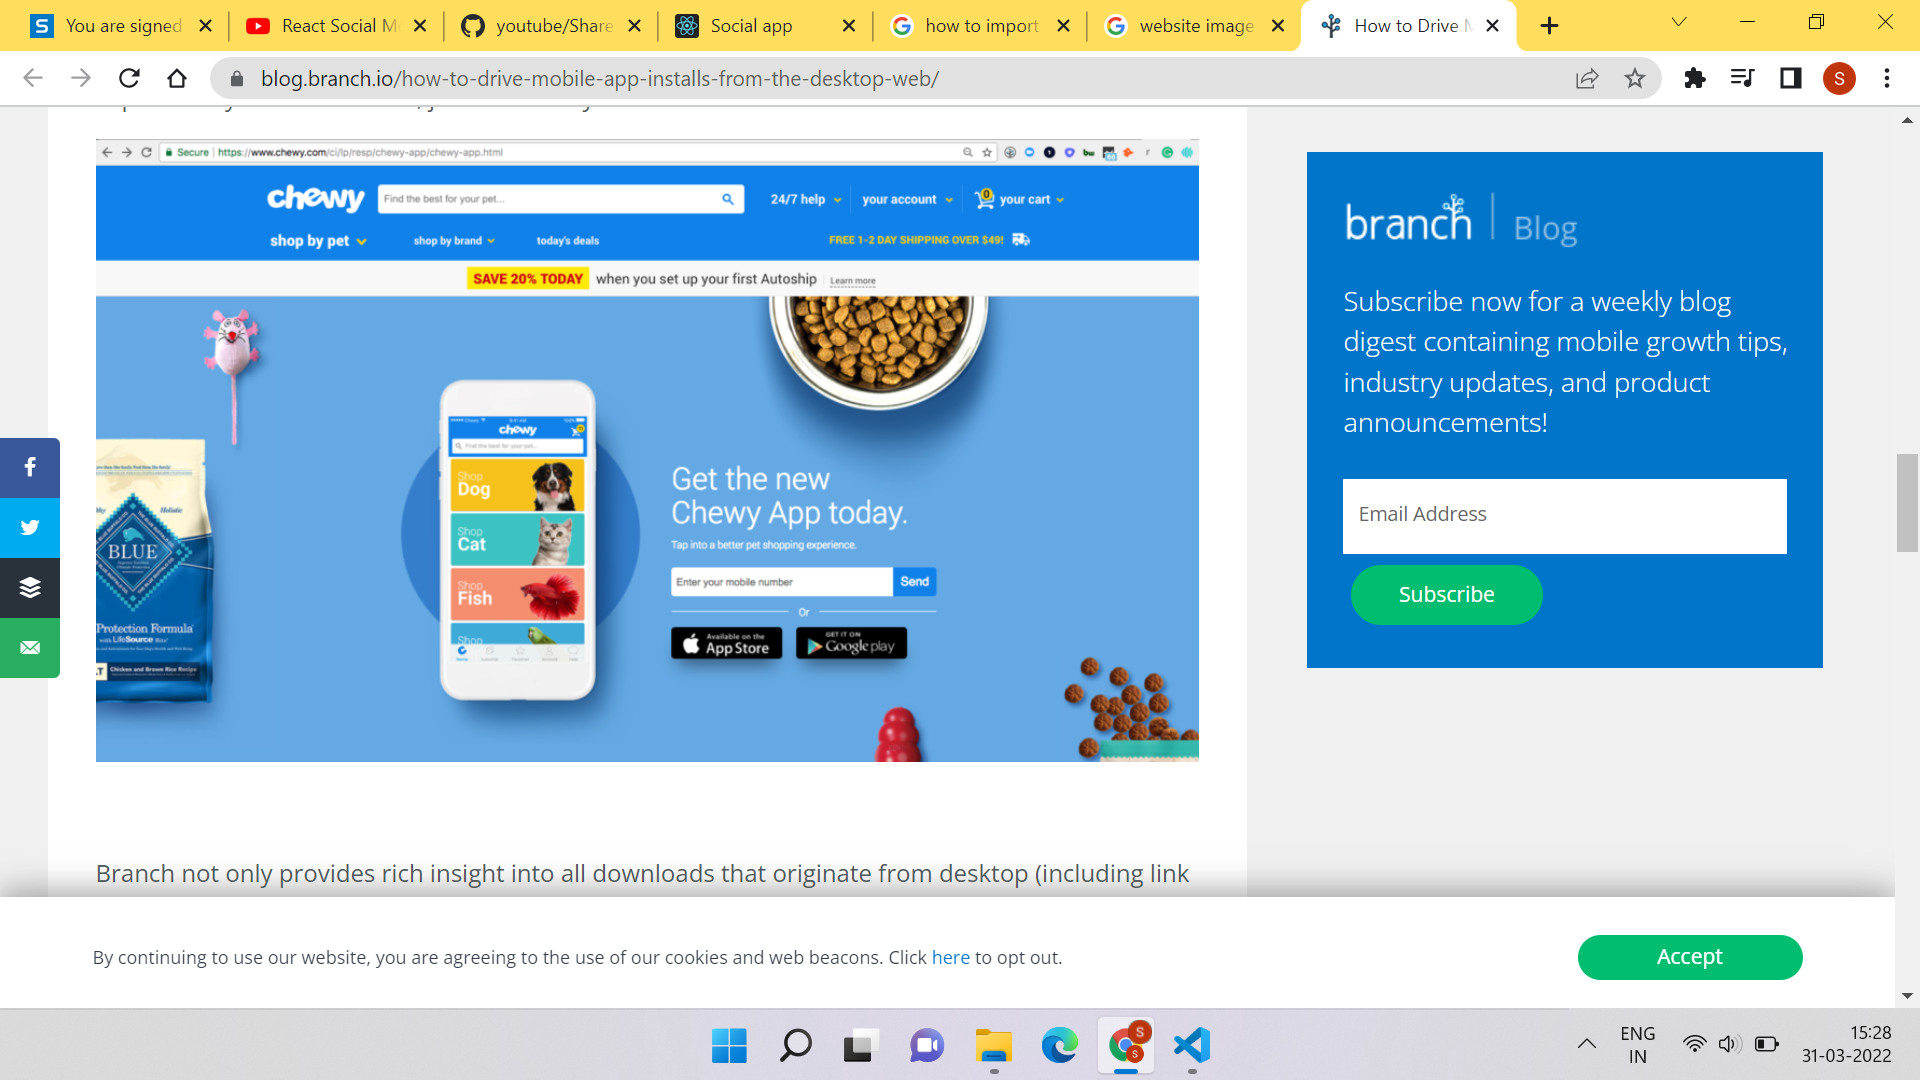 You are signed
React Social M
youtube/Share
Social app
how to import
website image
How to Drive M
blog.branch.io/how-to-drive-mobile-app-installs-from-the-desktop-web/
S
Secure | https://www.chewy.com/ci/lp/resp/chewy-app/chewy-app.html
chewy
Find the best for your pet...
24/7 help
your account
0
your cart
shop by pet
shop by brand
today's deals
FREE 1-2 DAY SHIPPING OVER $49!
SAVE 20% TODAY when you set up your first Autoship | Learn more
chewy
Find the best for your pet...
Shop
Dog
Shop
Cat
Shop
Fish
Shop
Get the new
Chewy App today.
Tap into a better pet shopping experience.
Enter your mobile number
Send
Or
Available on the
App Store
GET IT ON
Google play
Holistic
BLUE
Protection Formula
with LifeSource Bits
Chicken and Brown Rice Recipe
branch | Blog
Subscribe now for a weekly blog
digest containing mobile growth tips,
industry updates, and product
announcements!
Email Address
Subscribe
Branch not only provides rich insight into all downloads that originate from desktop (including link
By continuing to use our website, you are agreeing to the use of our cookies and web beacons. Click here to opt out.
Accept
ENG
IN
15:28
31-03-2022